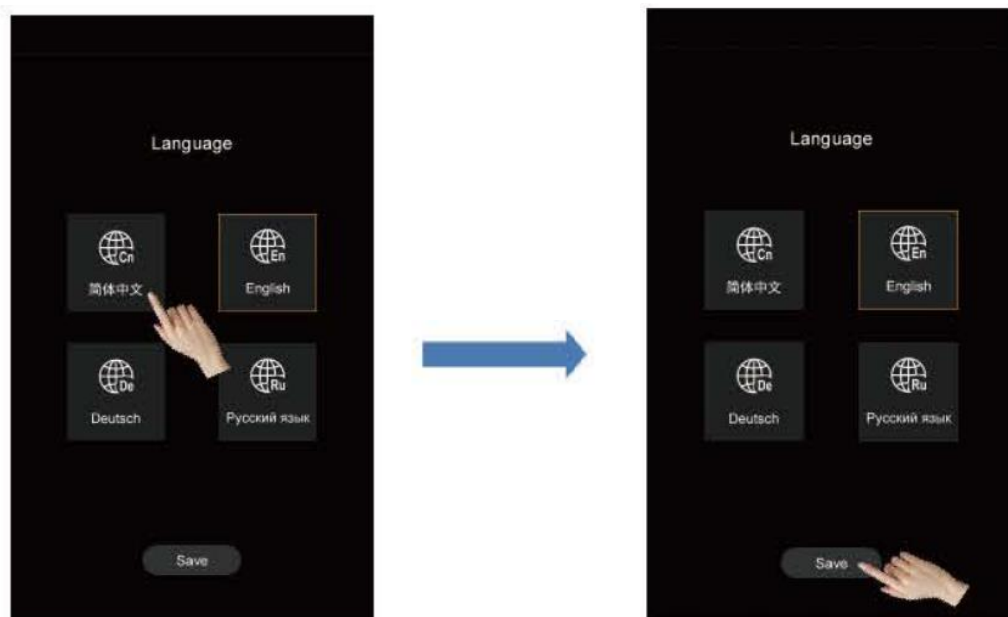 Language
Cn
简体中文
En
English
De
Deutsch
Ru
Русский язык
Save
Language
Cn
简体中文
En
English
De
Deutsch
Ru
Русский язык
Save